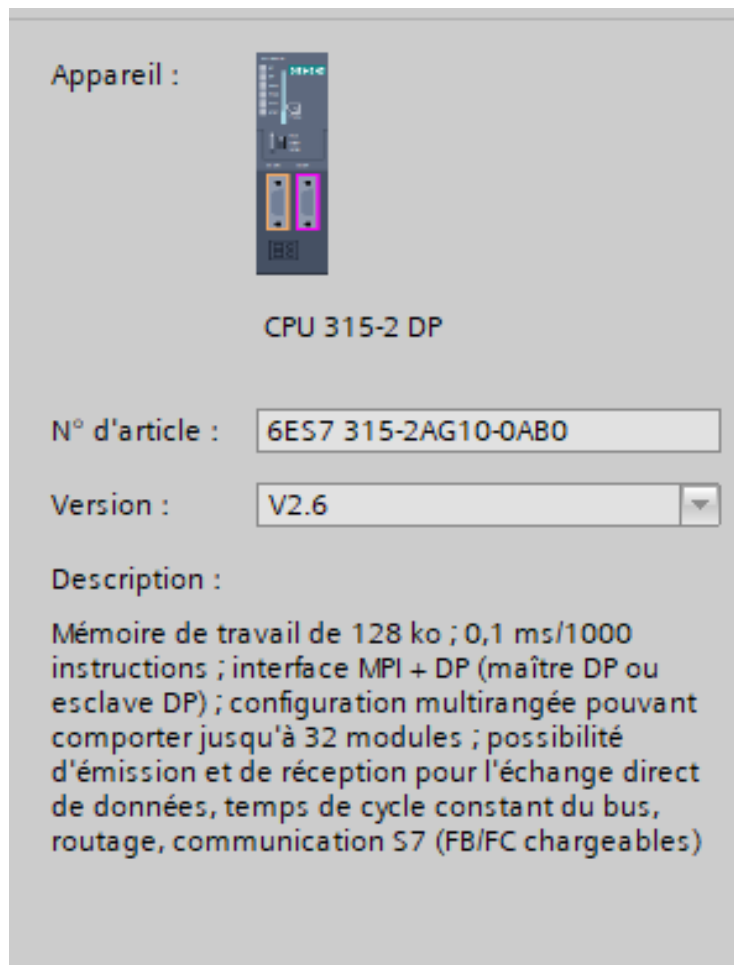 Appareil :
CPU 315-2 DP
N° d'article :
6ES7 315-2AG10-0AB0
Version :
V2.6
Description :
Mémoire de travail de 128 ko ; 0,1 ms/1000
instructions ; interface MPI + DP (maître DP ou
esclave DP) ; configuration multirangée pouvant
comporter jusqu'à 32 modules ; possibilité
d'émission et de réception pour l'échange direct
de données, temps de cycle constant du bus,
routage, communication S7 (FB/FC chargeables)